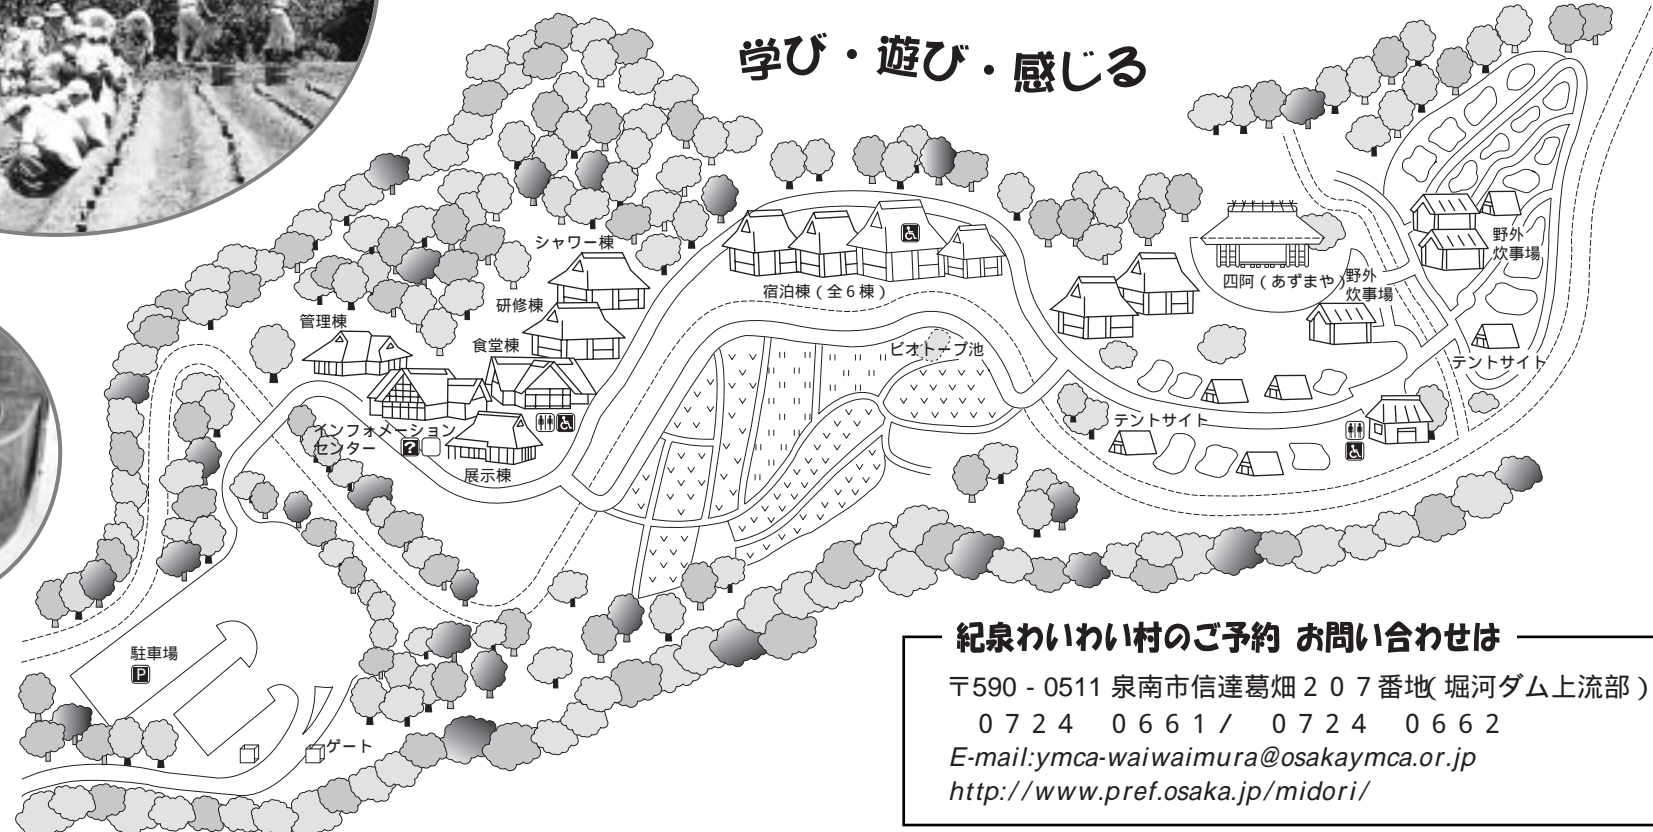 学び・遊び・感じる
シャワー棟
研修棟
管理棟
食堂棟
宿泊棟（全６棟）
四阿（あずまや）
野外
炊事場
野外
炊事場
テントサイト
ビオトープ池
テントサイト
インフォメーション
センター
?
展示棟
駐車場
P
ゲート
紀泉わいわい村のご予約 お問い合わせは
〒590 - 0511 泉南市信達葛畑２０７番地（堀河ダム上流部）
０７２４　０６６１/　０７２４　０６６２
E-mail:ymca-waiwaimura@osakaymca.or.jp
http://www.pref.osaka.jp/midori/